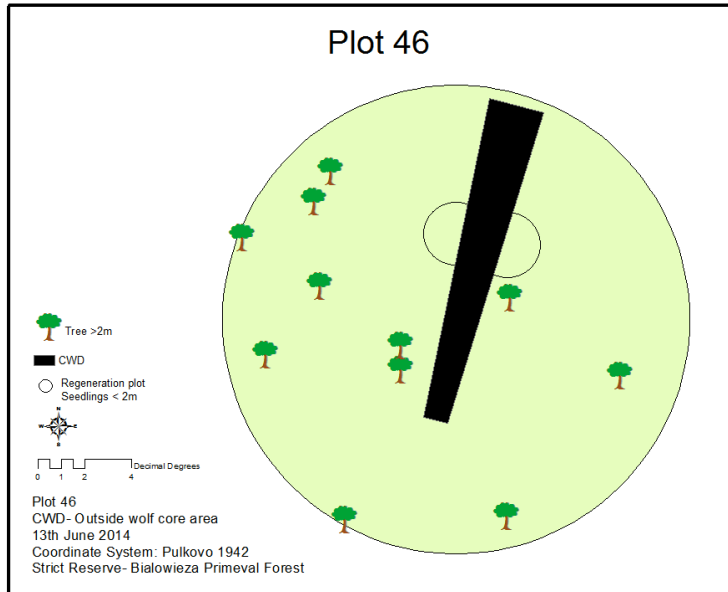 Plot 46
Tree >2m
CWD
Regeneration plot
Seedlings < 2m
N
W E
S
0 1 2 4 Decimal Degrees
Plot 46
CWD- Outside wolf core area
13th June 2014
Coordinate System: Pulkovo 1942
Strict Reserve- Bialowieza Primeval Forest